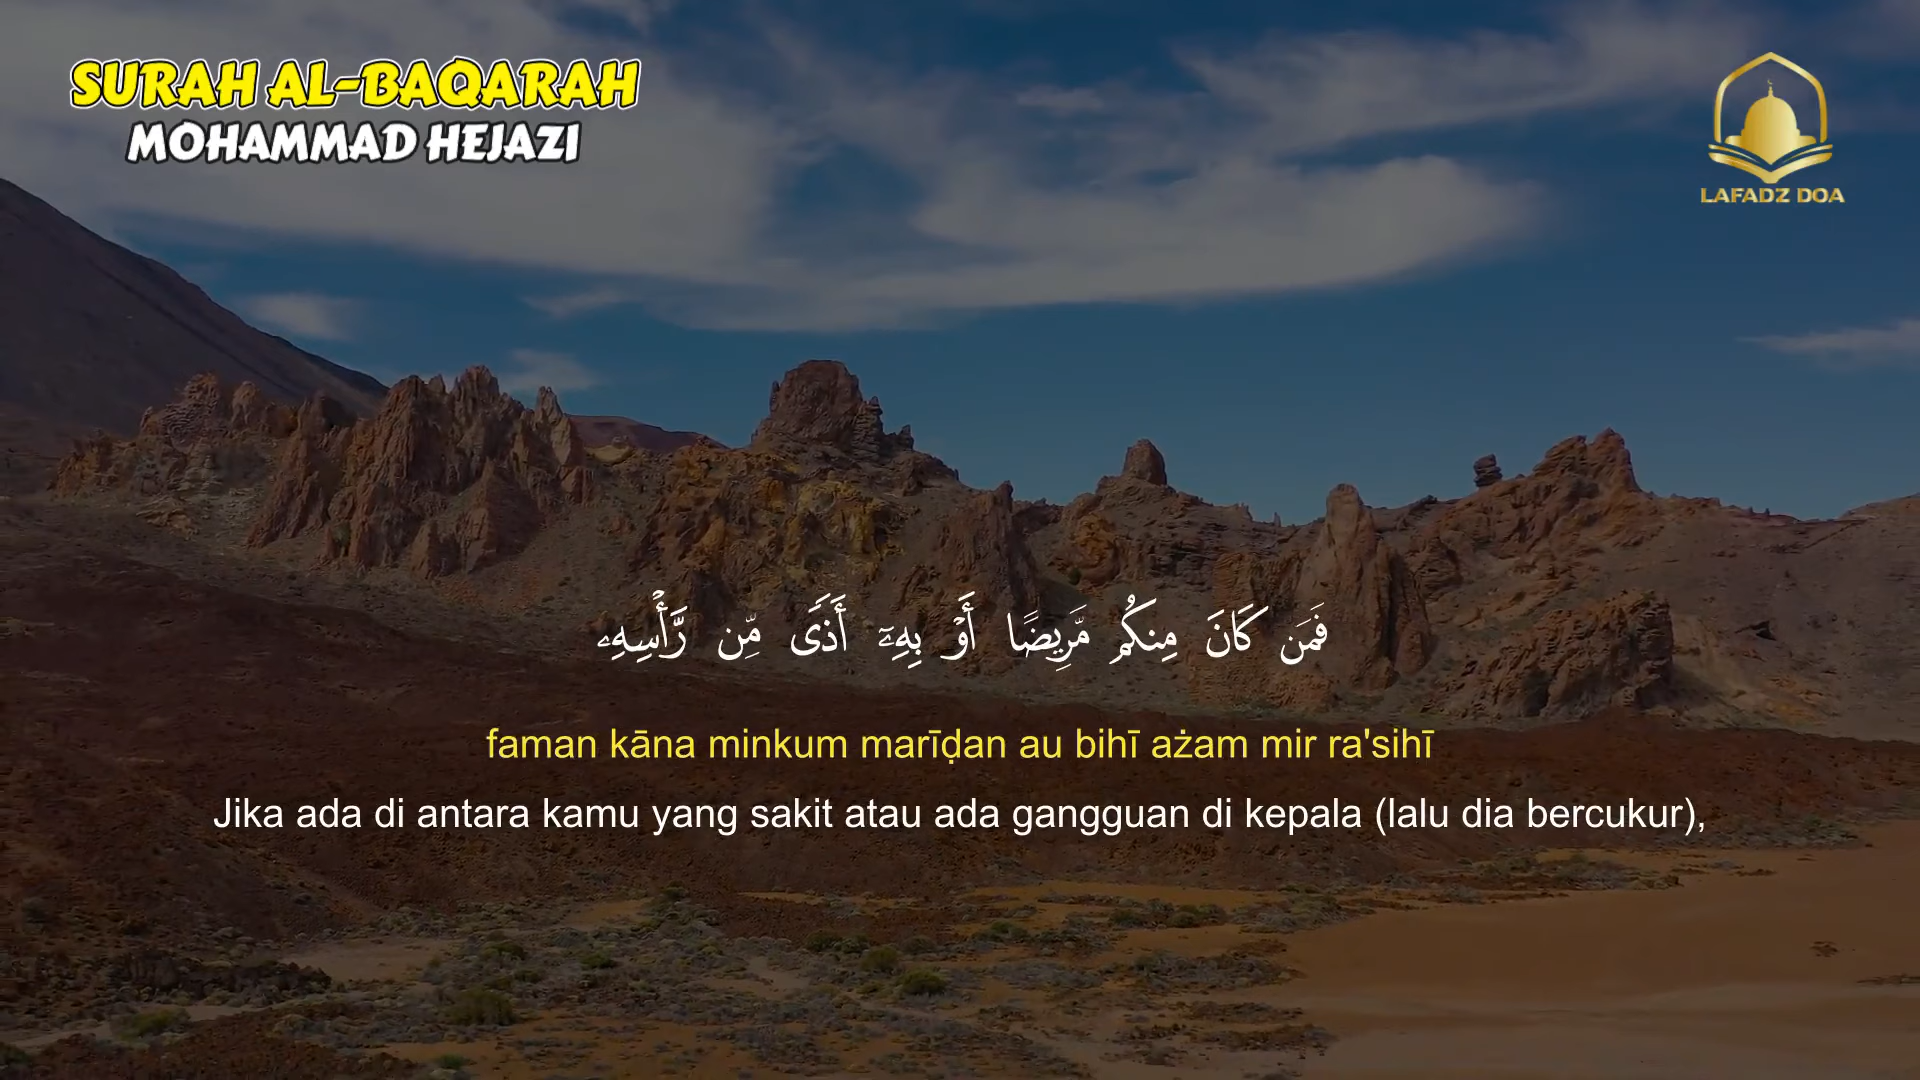 SURAH AL-BAQARAH
MOHAMMAD HEJAZI
LAFADZ DOA
فَمَن كَانَ مِنكُم مَّرِيضًا أَوْ بِهِۦٓ أَذًى مِّن رَّأْسِهِۦ
faman kāna minkum marīḍan au bihī ażam mir ra'sihī
Jika ada di antara kamu yang sakit atau ada gangguan di kepala (lalu dia bercukur),